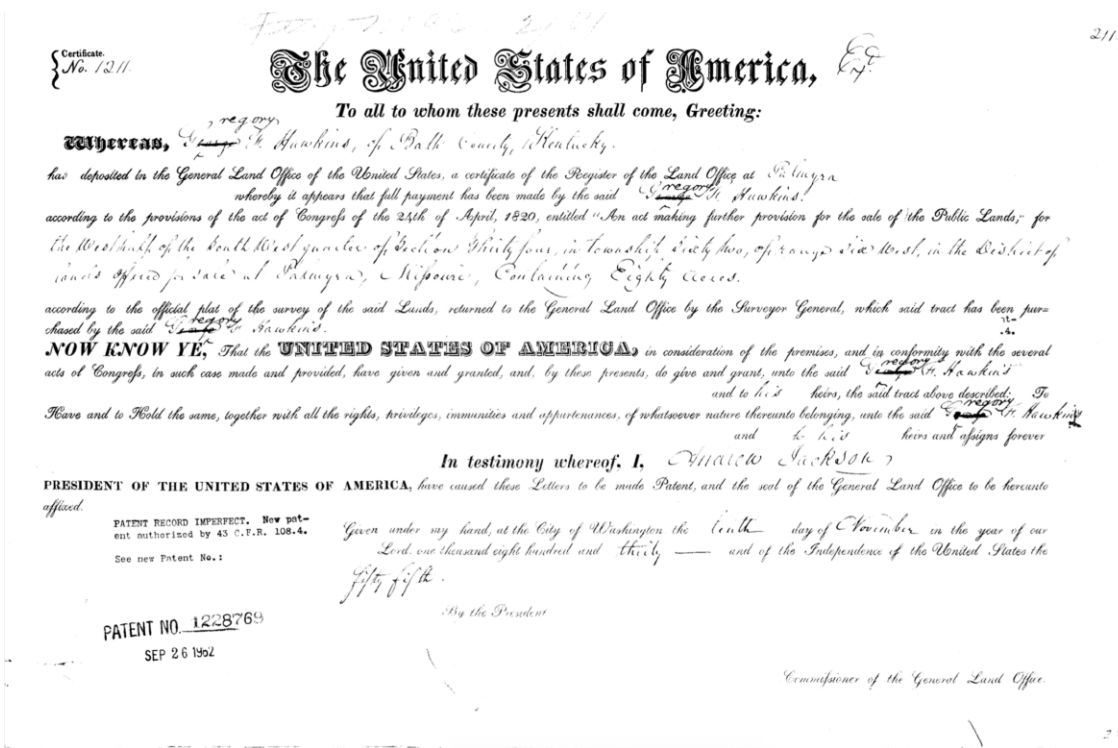 211.
Certificate.
No. 1211.
The United States of America,
To all to whom these presents shall come, Greeting:
regory
Whereas, George F. Hawkins, of Bath County, Kentucky.
has deposited in the General Land Office of the United States, a certificate of the Register of the Land Office at Palmyra
whereby it appears that full payment has been made by the said Gregory F. Hawkins.
according to the provisions of the act of Congress of the 24th of April, 1820, entitled "An act making further provision for the sale of the Public Lands;" for
the West half of the South West quarter of Section Thirty four, in township Sixty two, of range Six West, in the District of
lands offered for sale at Palmyra, Missouri, Containing Eighty acres.
according to the official plat of the survey of the said Lands, returned to the General Land Office by the Surveyor General, which said tract has been pur=
chased by the said Gregory F. Hawkins.
NOW KNOW YE, That the UNITED STATES OF AMERICA, in consideration of the premises, and in conformity with the several
acts of Congress, in such case made and provided, have given and granted, and, by these presents, do give and grant, unto the said Gregory F. Hawkins
and to his heirs, the said tract above described: To
Have and to Hold the same, together with all the rights, privileges, immunities and appurtenances, of whatsoever nature thereunto belonging, unto the said Gregory F. Hawkins
and to his heirs and assigns forever
In testimony whereof, I, Andrew Jackson,
PRESIDENT OF THE UNITED STATES OF AMERICA, have caused these Letters to be made Patent, and the seal of the General Land Office to be hereunto
affixed.
PATENT RECORD IMPERFECT. New pat-
ent authorized by 43 C.F.R. 108.4.
See new Patent No.:
PATENT NO. 1228769
SEP 26 1962
Given under my hand, at the City of Washington the tenth day of November in the year of our
Lord one thousand eight hundred and thirty — and of the Independence of the United States the
fifty fifth.
By the President
Commissioner of the General Land Office.